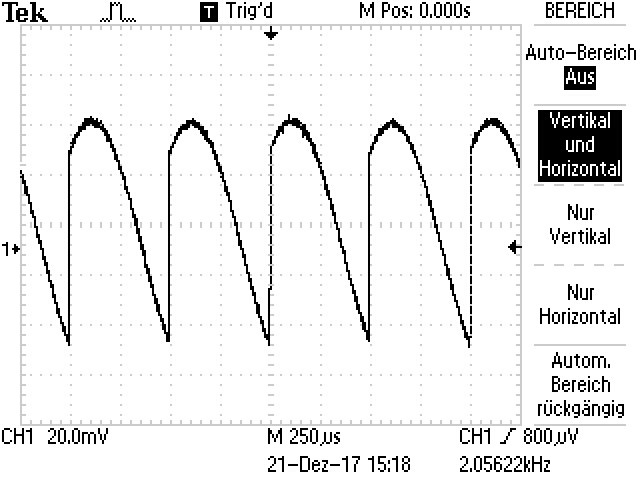 Tek T Trig'd M Pos: 0.000s BEREICH
Auto-Bereich
Aus
Vertikal
und
Horizontal
Nur
Vertikal
1
Nur
Horizontal
Autom.
Bereich
rückgängig
CH1 20.0mV M 250µs CH1 800µV
21-Dez-17 15:18 2.05622kHz